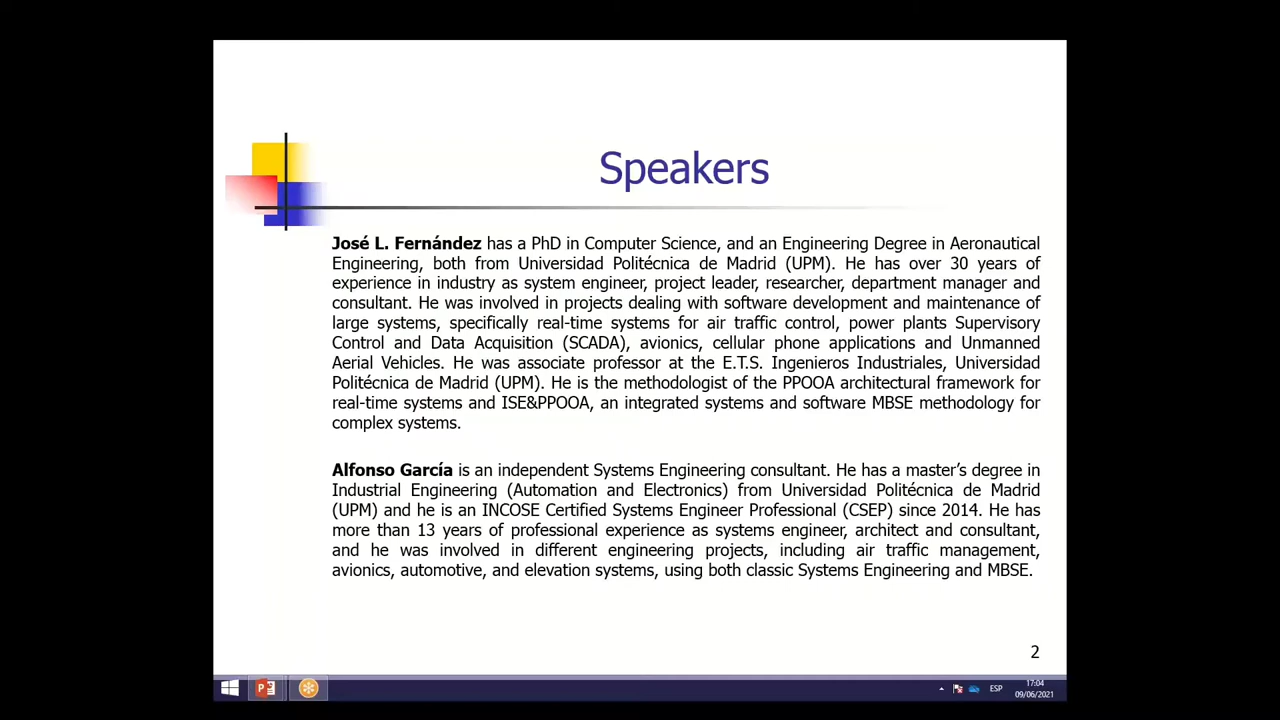 Speakers
José L. Fernández has a PhD in Computer Science, and an Engineering Degree in Aeronautical
Engineering, both from Universidad Politécnica de Madrid (UPM). He has over 30 years of
experience in industry as system engineer, project leader, researcher, department manager and
consultant. He was involved in projects dealing with software development and maintenance of
large systems, specifically real-time systems for air traffic control, power plants Supervisory
Control and Data Acquisition (SCADA), avionics, cellular phone applications and Unmanned
Aerial Vehicles. He was associate professor at the E.T.S. Ingenieros Industriales, Universidad
Politécnica de Madrid (UPM). He is the methodologist of the PPOOA architectural framework for
real-time systems and ISE&PPOOA, an integrated systems and software MBSE methodology for
complex systems.
Alfonso García is an independent Systems Engineering consultant. He has a master’s degree in
Industrial Engineering (Automation and Electronics) from Universidad Politécnica de Madrid
(UPM) and he is an INCOSE Certified Systems Engineer Professional (CSEP) since 2014. He has
more than 13 years of professional experience as systems engineer, architect and consultant,
and he was involved in different engineering projects, including air traffic management,
avionics, automotive, and elevation systems, using both classic Systems Engineering and MBSE.
2
ESP
17:04
09/06/2021